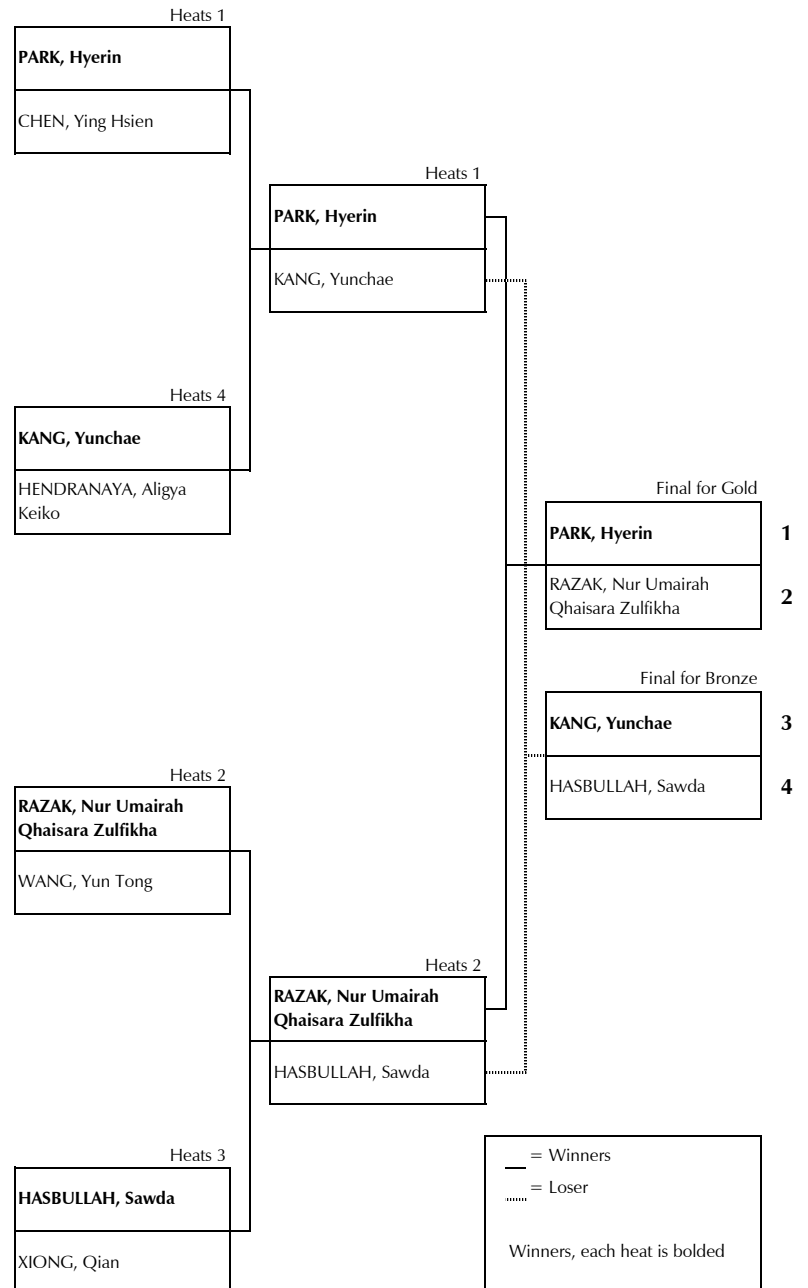 Heats 1
PARK, Hyerin
CHEN, Ying Hsien
Heats 1
PARK, Hyerin
KANG, Yunchae
Heats 4
KANG, Yunchae
HENDRANAYA, Aligya
Keiko
Final for Gold
PARK, Hyerin 1
RAZAK, Nur Umairah
Qhaisara Zulfikha 2
Final for Bronze
KANG, Yunchae 3
HASBULLAH, Sawda 4
Heats 2
RAZAK, Nur Umairah
Qhaisara Zulfikha
WANG, Yun Tong
Heats 2
RAZAK, Nur Umairah
Qhaisara Zulfikha
HASBULLAH, Sawda
Heats 3
HASBULLAH, Sawda
XIONG, Qian
= Winners
= Loser
Winners, each heat is bolded